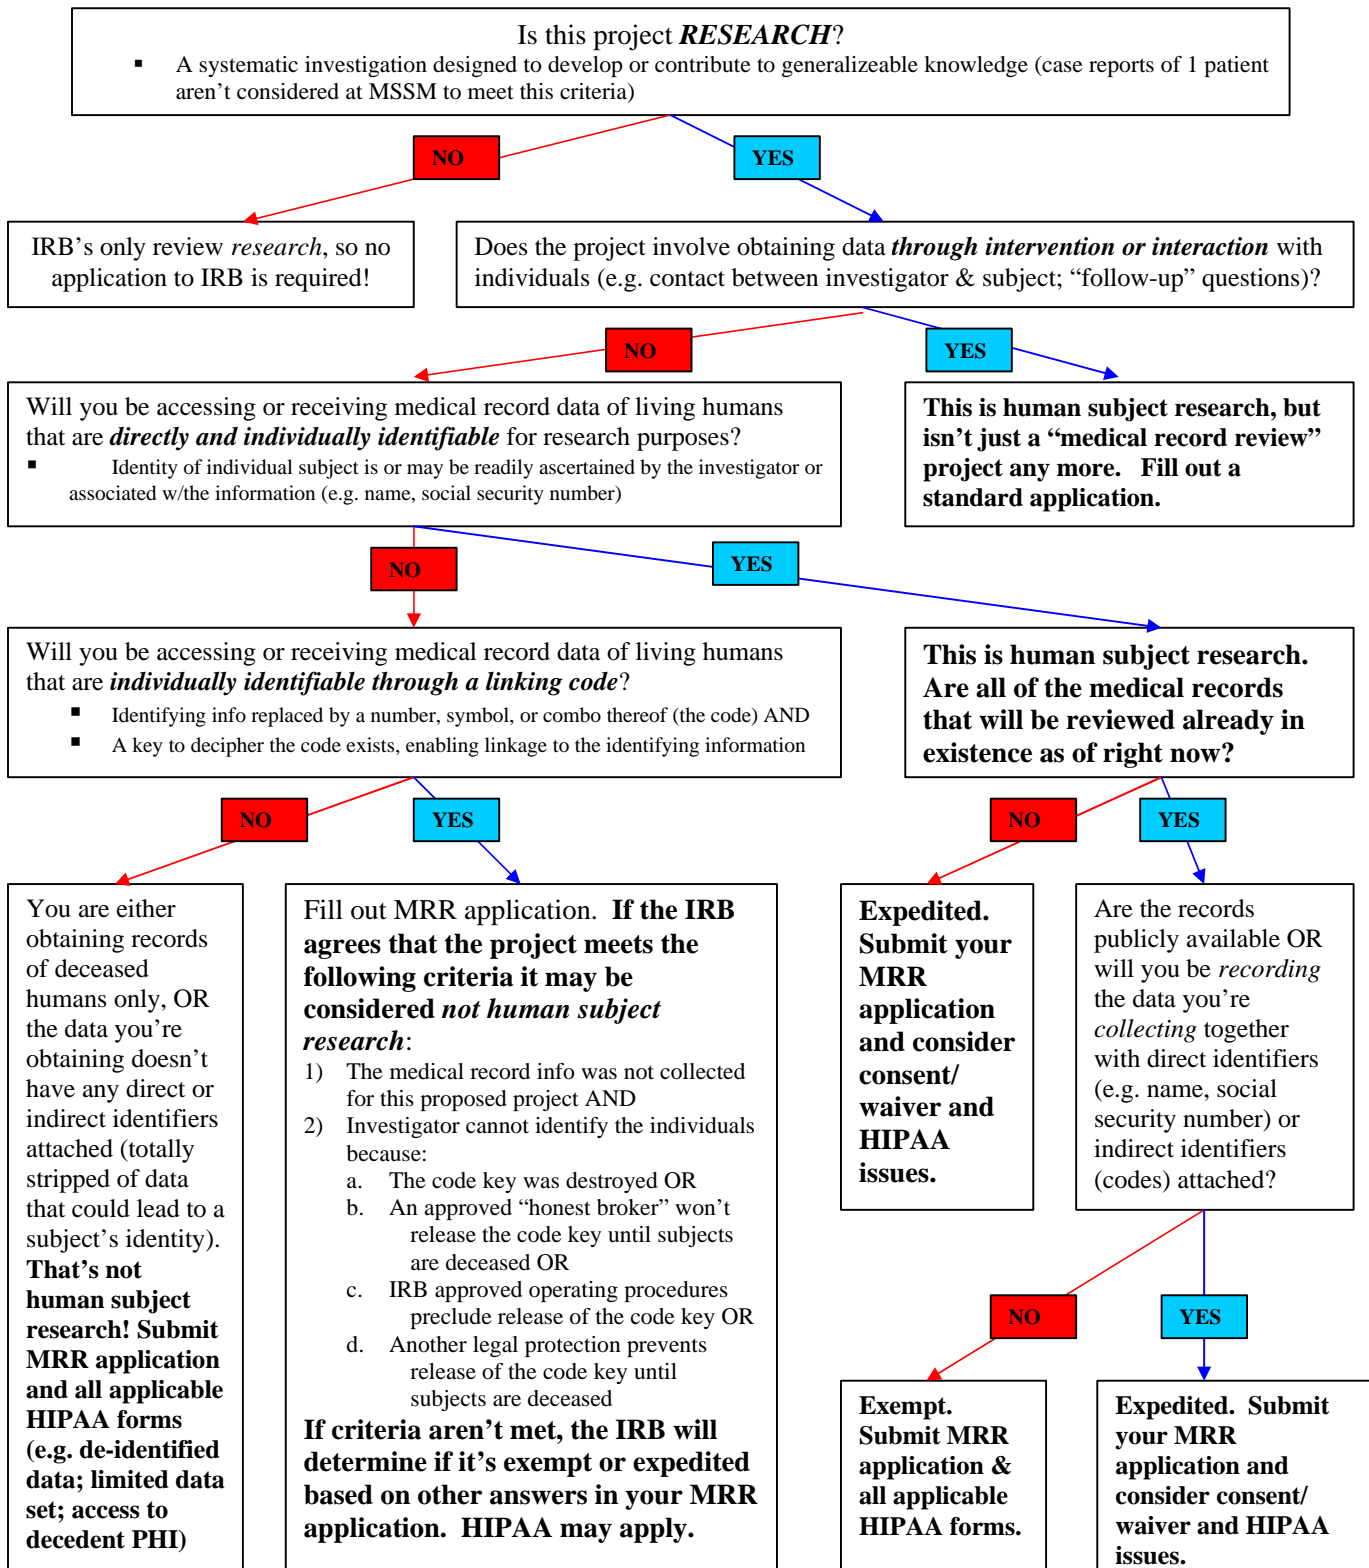 Is this project RESEARCH?
▪ A systematic investigation designed to develop or contribute to generalizeable knowledge (case reports of 1 patient
aren’t considered at MSSM to meet this criteria)
NO
YES
IRB’s only review research, so no
application to IRB is required!
Does the project involve obtaining data through intervention or interaction with
individuals (e.g. contact between investigator & subject; “follow-up” questions)?
NO
YES
Will you be accessing or receiving medical record data of living humans
that are directly and individually identifiable for research purposes?
▪ Identity of individual subject is or may be readily ascertained by the investigator or
associated w/the information (e.g. name, social security number)
This is human subject research, but
isn’t just a “medical record review”
project any more. Fill out a
standard application.
NO
YES
Will you be accessing or receiving medical record data of living humans
that are individually identifiable through a linking code?
▪ Identifying info replaced by a number, symbol, or combo thereof (the code) AND
▪ A key to decipher the code exists, enabling linkage to the identifying information
This is human subject research.
Are all of the medical records
that will be reviewed already in
existence as of right now?
NO
YES
NO
YES
You are either
obtaining records
of deceased
humans only, OR
the data you’re
obtaining doesn’t
have any direct or
indirect identifiers
attached (totally
stripped of data
that could lead to a
subject’s identity).
That’s not
human subject
research! Submit
MRR application
and all applicable
HIPAA forms
(e.g. de-identified
data; limited data
set; access to
decedent PHI)
Fill out MRR application. If the IRB
agrees that the project meets the
following criteria it may be
considered not human subject
research:
1) The medical record info was not collected
for this proposed project AND
2) Investigator cannot identify the individuals
because:
a. The code key was destroyed OR
b. An approved “honest broker” won’t
release the code key until subjects
are deceased OR
c. IRB approved operating procedures
preclude release of the code key OR
d. Another legal protection prevents
release of the code key until
subjects are deceased
If criteria aren’t met, the IRB will
determine if it’s exempt or expedited
based on other answers in your MRR
application. HIPAA may apply.
Expedited.
Submit your
MRR
application
and consider
consent/
waiver and
HIPAA
issues.
Are the records
publicly available OR
will you be recording
the data you’re
collecting together
with direct identifiers
(e.g. name, social
security number) or
indirect identifiers
(codes) attached?
NO
YES
Exempt.
Submit MRR
application &
all applicable
HIPAA forms.
Expedited. Submit
your MRR
application and
consider consent/
waiver and HIPAA
issues.